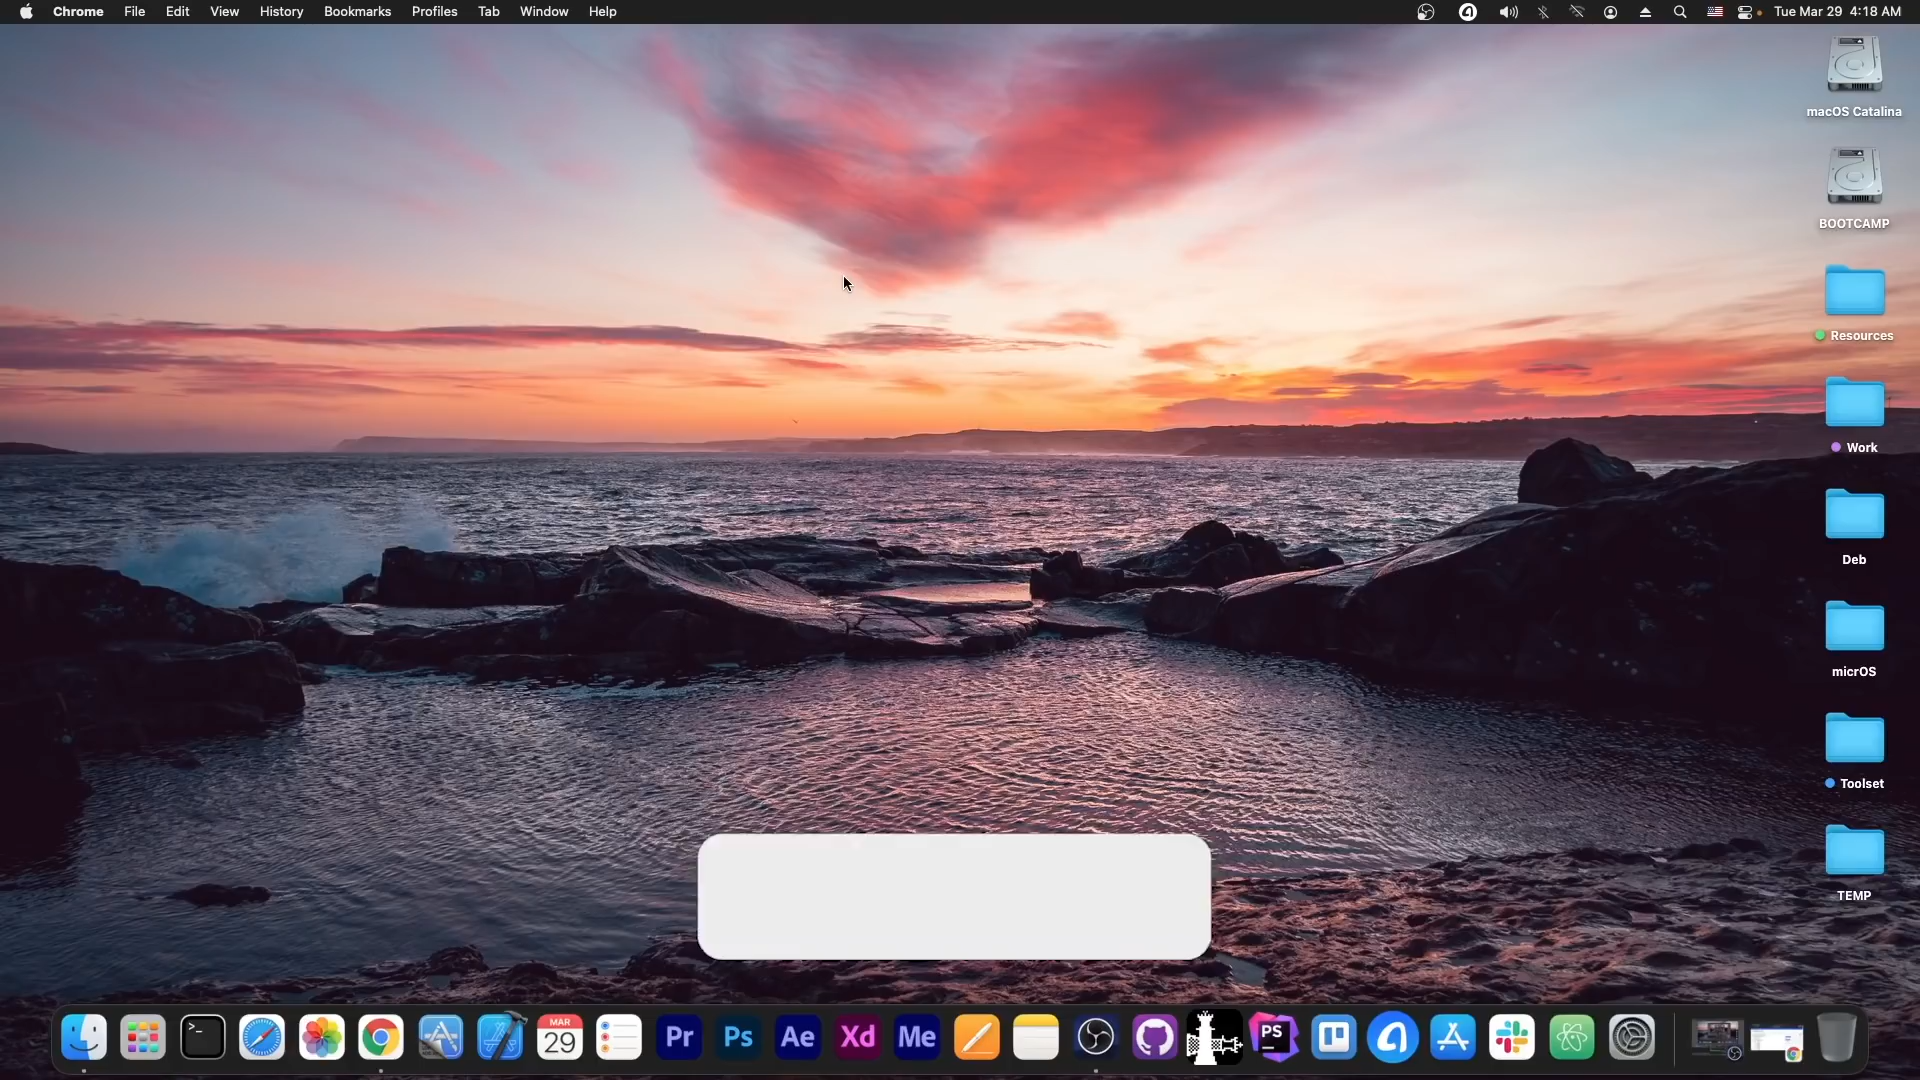 Chrome File Edit View History Bookmarks Profiles Tab Window Help Tue Mar 29 4:18 AM
macOS Catalina
BOOTCAMP
Resources
Work
Deb
micrOS
Toolset
TEMP
>_ MAR 29 Pr Ps Ae Xd Me PS